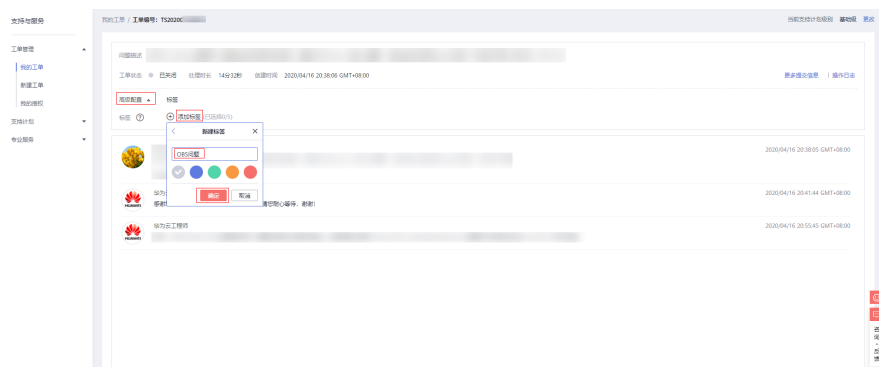 支持与服务
我的工单 / 工单编号：TS20200
当前支持计划级别 基础级 更改
工单管理
我的工单
新建工单
我的授权
支持计划
专业服务
问题描述
工单状态 已关闭 处理时长 14分32秒 创建时间 2020/04/16 20:38:06 GMT+08:00
更多提交信息 | 操作日志
高级配置 标签
标签 添加标签 (已选择0/5)
新建标签
OBS问题
确定 取消
2020/04/16 20:38:05 GMT+08:00
华为
2020/04/16 20:41:44 GMT+08:00
感谢
请您耐心等待，谢谢！
华为云工程师
2020/04/16 20:55:45 GMT+08:00
HUAWEI
HUAWEI
咨询·反馈